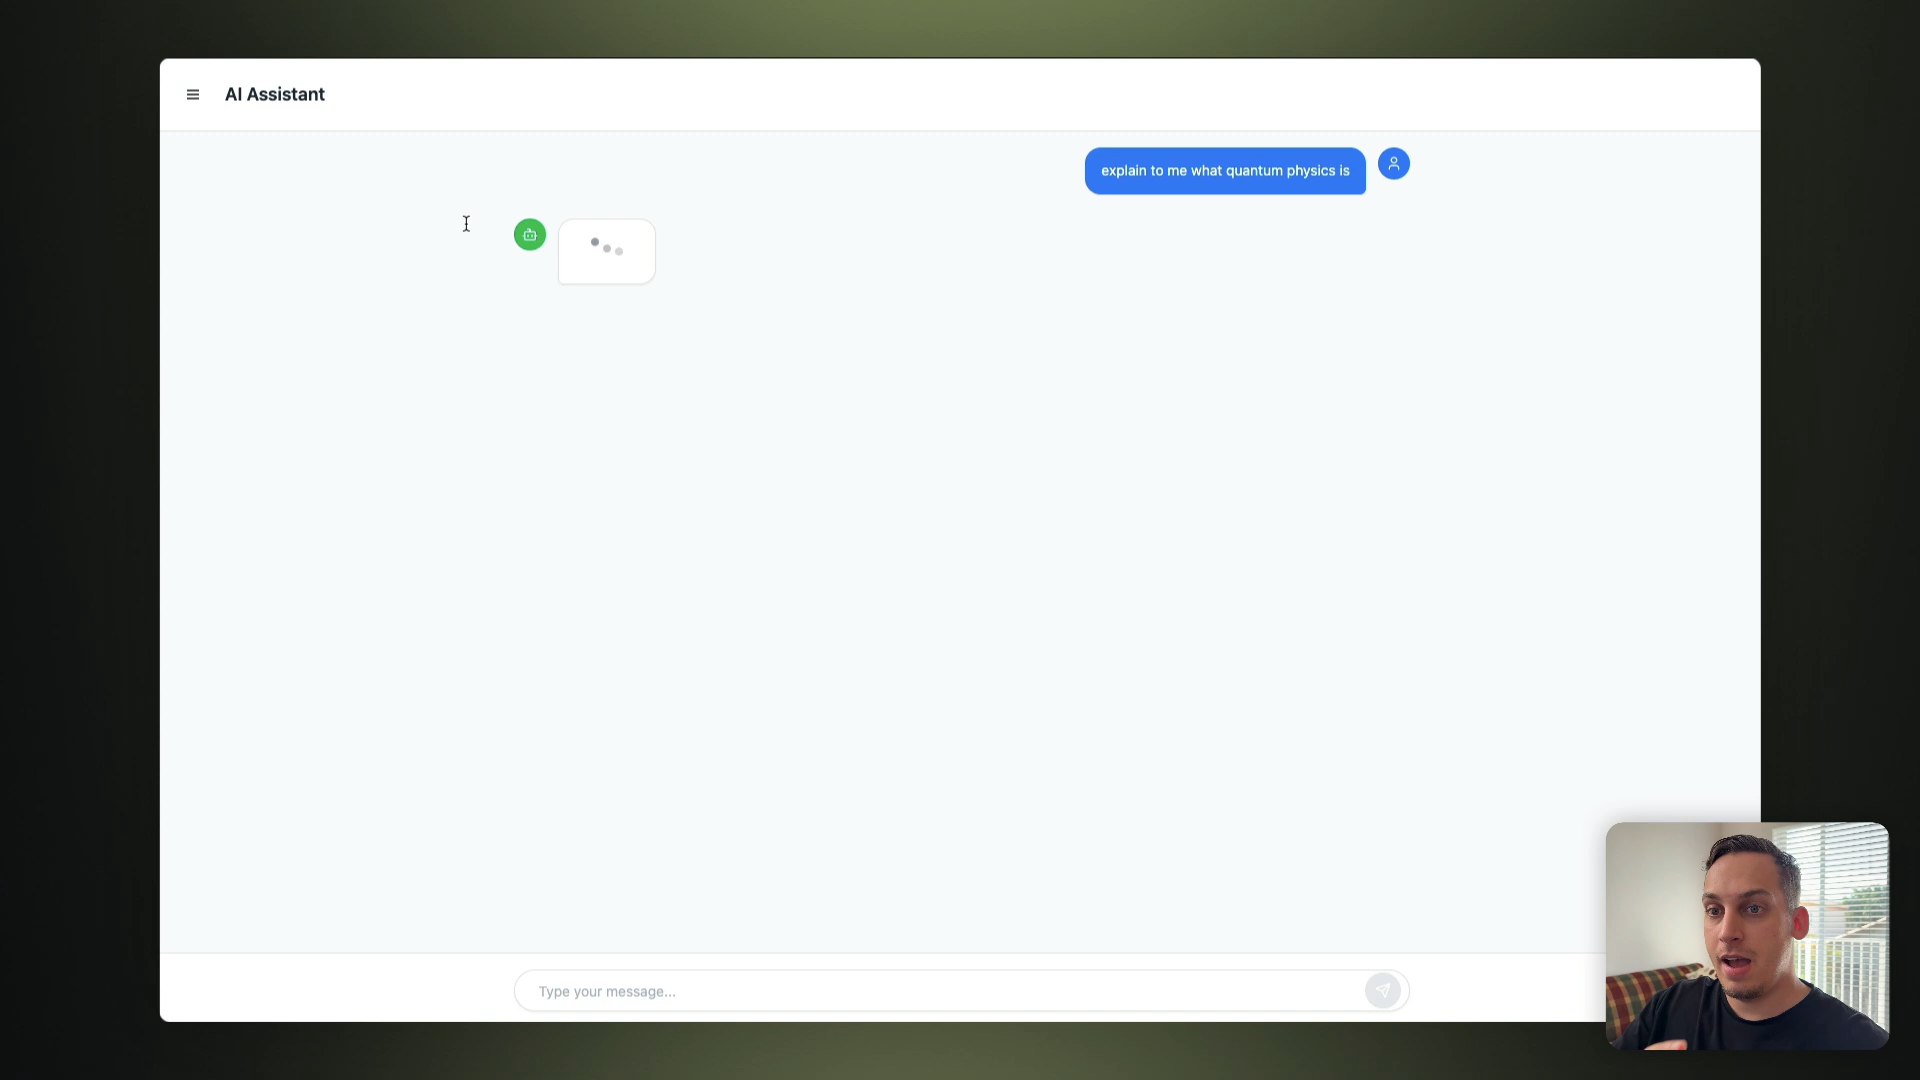 AI Assistant
explain to me what quantum physics is
Type your message...